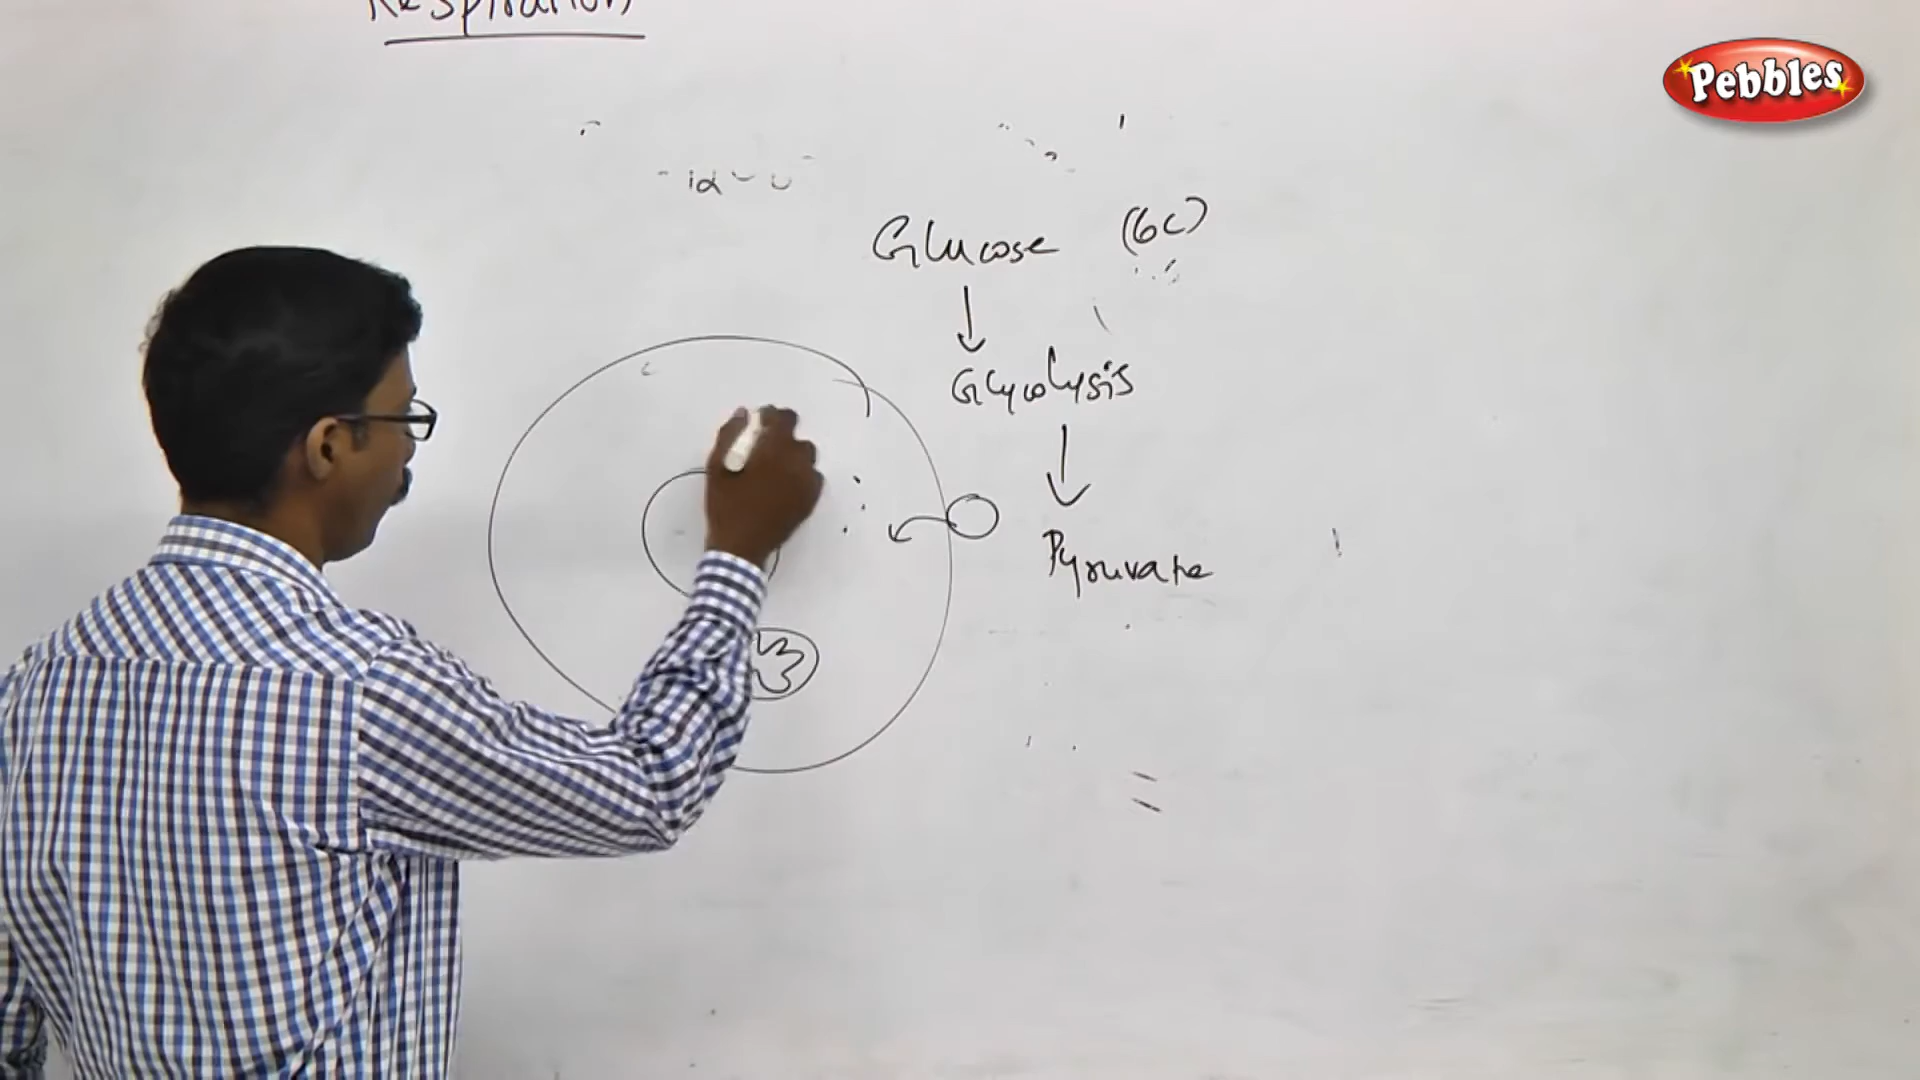 Respiration
Pebbles
Glucose (6C)
Glycolysis
Pyruvate